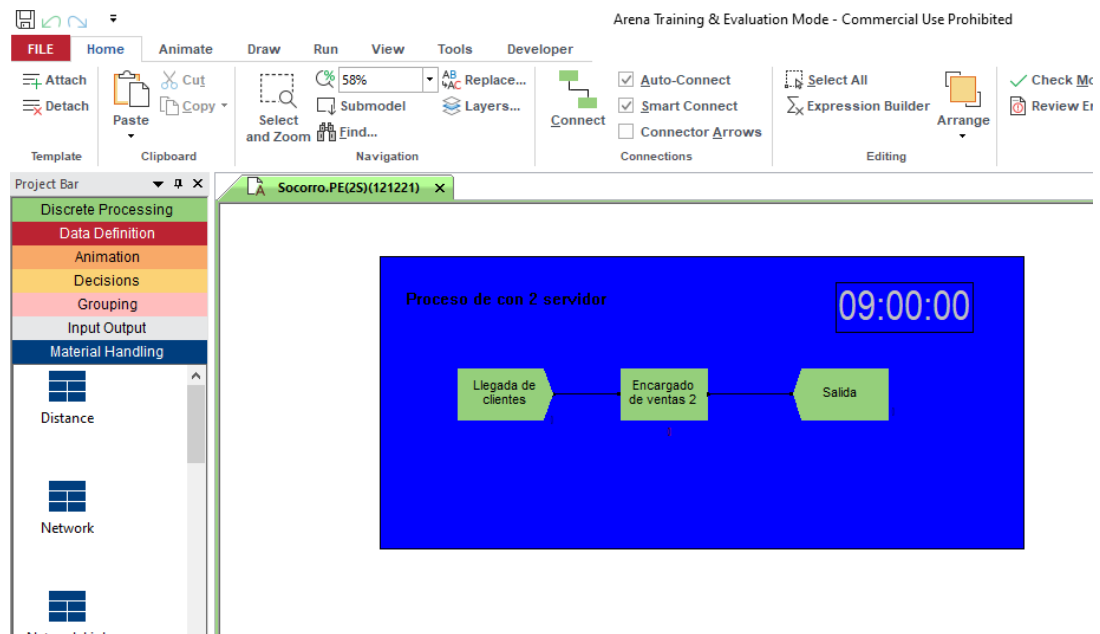 Arena Training & Evaluation Mode - Commercial Use Prohibited
FILE Home Animate Draw Run View Tools Developer
Attach
Detach
Template
Paste
Cut
Copy
Clipboard
Select
and Zoom
58%
Submodel
Find...
Replace...
Layers...
Navigation
Connect
Auto-Connect
Smart Connect
Connector Arrows
Connections
Select All
Expression Builder
Arrange
Editing
Check
Review
Project Bar
Socorro.PE(2S)(121221)
Discrete Processing
Data Definition
Animation
Decisions
Grouping
Input Output
Material Handling
Distance
Network
Proceso de con 2 servidor
09:00:00
Llegada de
clientes
Encargado
de ventas 2
Salida